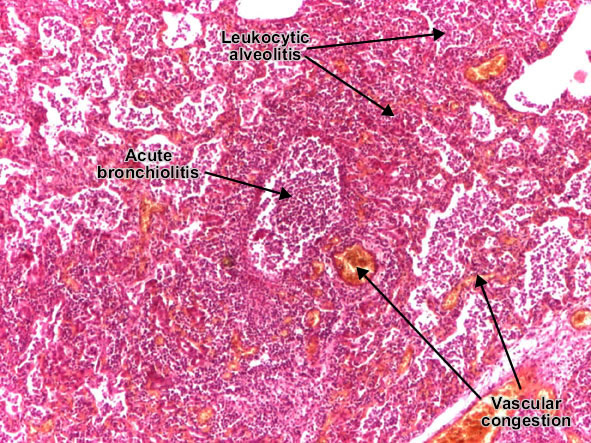 Leukocytic
alveolitis
Acute
bronchiolitis
Vascular
congestion